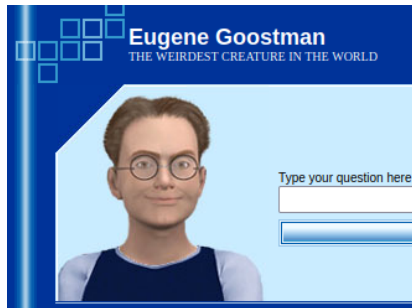 Eugene Goostman
THE WEIRDEST CREATURE IN THE WORLD
Type your question here